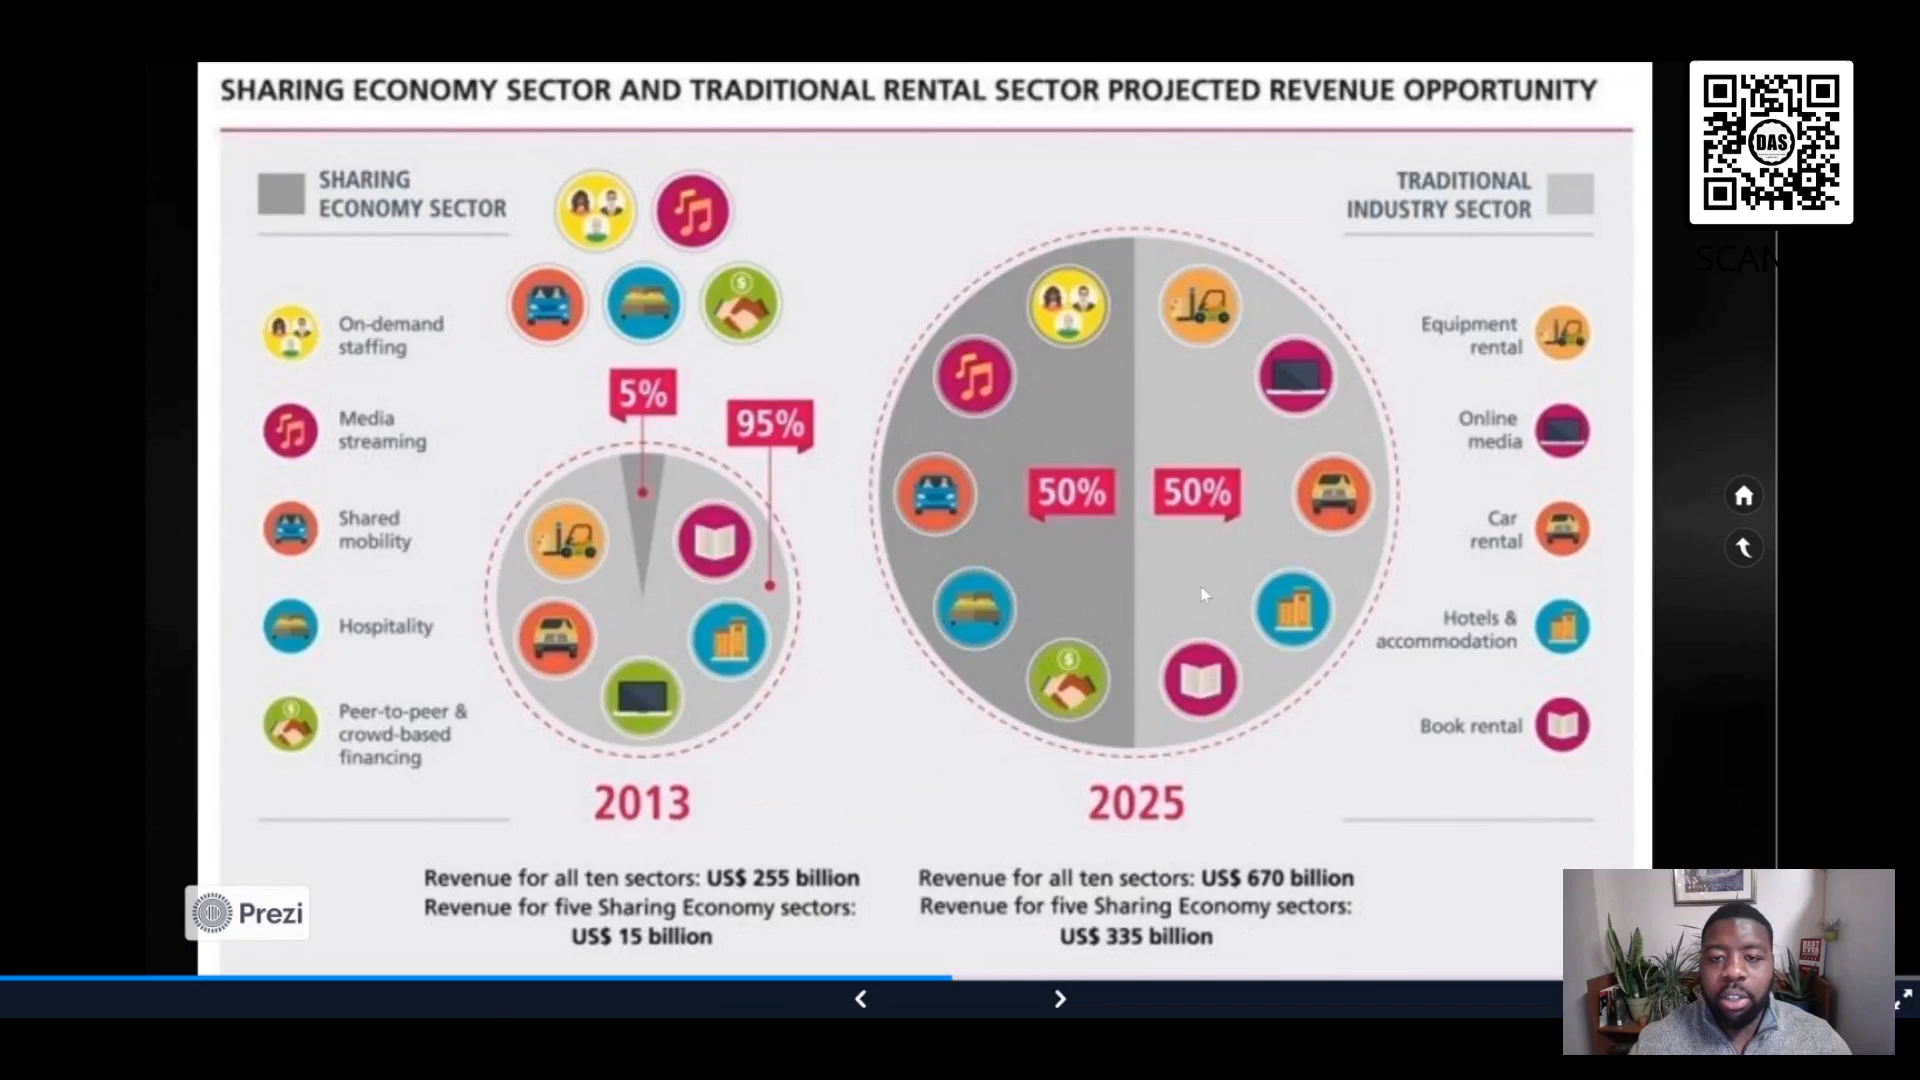 SHARING ECONOMY SECTOR AND TRADITIONAL RENTAL SECTOR PROJECTED REVENUE OPPORTUNITY
DAS
SCAN
SHARING
ECONOMY SECTOR
TRADITIONAL
INDUSTRY SECTOR
On-demand
staffing
Media
streaming
Shared
mobility
Hospitality
Peer-to-peer &
crowd-based
financing
5%
95%
50%
50%
Equipment
rental
Online
media
Car
rental
Hotels &
accommodation
Book rental
2013
2025
Revenue for all ten sectors: US$ 255 billion
Revenue for five Sharing Economy sectors:
US$ 15 billion
Revenue for all ten sectors: US$ 670 billion
Revenue for five Sharing Economy sectors:
US$ 335 billion
Prezi